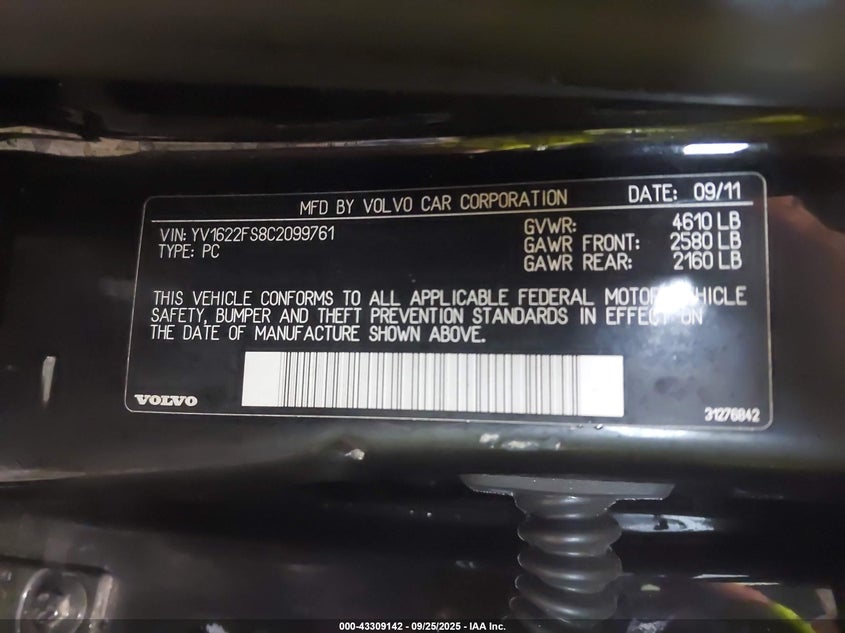 MFD BY VOLVO CAR CORPORATION DATE: 09/11
VIN: YV1622FS8C2099761 GVWR: 4610 LB
TYPE: PC GAWR FRONT: 2580 LB
GAWR REAR: 2160 LB
THIS VEHICLE CONFORMS TO ALL APPLICABLE FEDERAL MOTOR VEHICLE
SAFETY, BUMPER AND THEFT PREVENTION STANDARDS IN EFFECT ON
THE DATE OF MANUFACTURE SHOWN ABOVE.
VOLVO
31276842
000-43309142 - 09/25/2025 - IAA Inc.